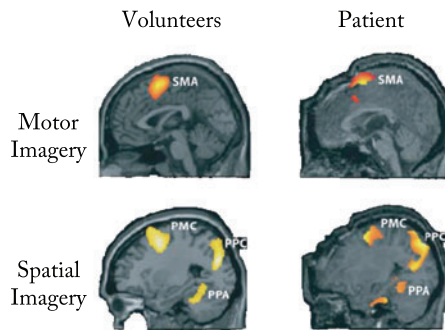 Volunteers Patient
Motor
Imagery
SMA SMA
Spatial
Imagery
PMC PPC PMC PPC
PPA PPA